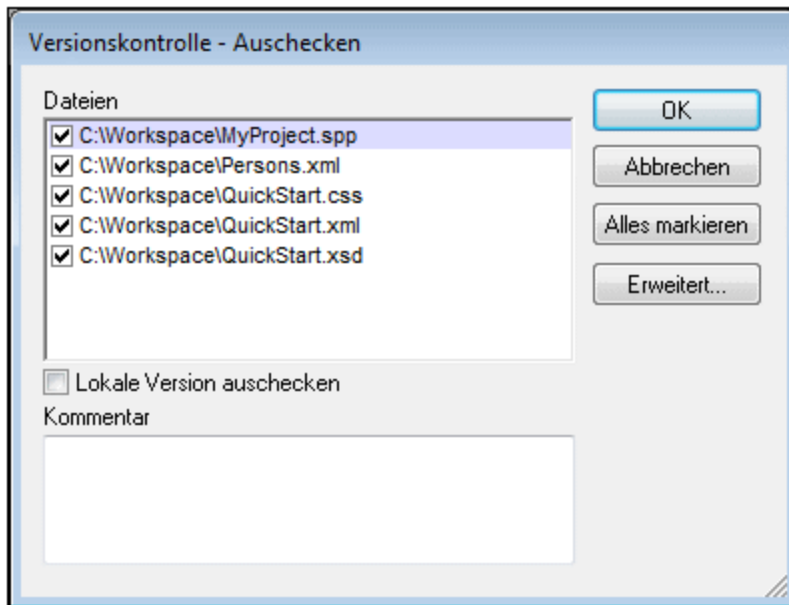 Versionskontrolle - Auschecken
Dateien
C:\Workspace\MyProject.spp
C:\Workspace\Persons.xml
C:\Workspace\QuickStart.css
C:\Workspace\QuickStart.xml
C:\Workspace\QuickStart.xsd
OK
Abbrechen
Alles markieren
Erweitert...
Lokale Version auschecken
Kommentar